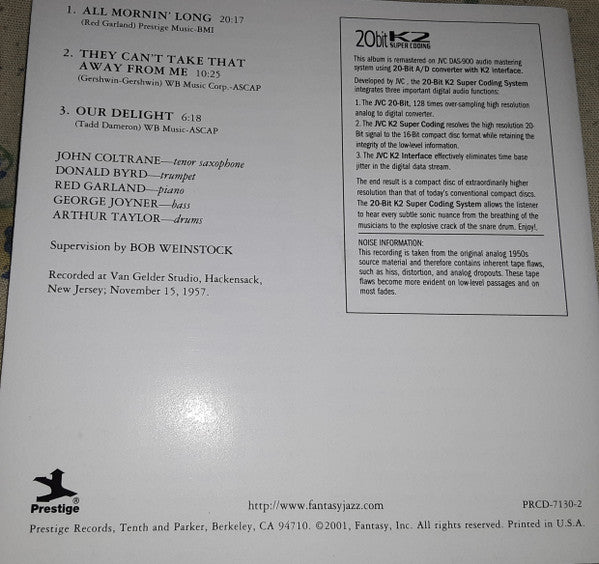 1. ALL MORNIN' LONG 20:17
(Red Garland) Prestige Music-BMI
2. THEY CAN'T TAKE THAT
AWAY FROM ME 10:25
(Gershwin-Gershwin) WB Music Corp.-ASCAP
3. OUR DELIGHT 6:18
(Tadd Dameron) WB Music-ASCAP
JOHN COLTRANE—tenor saxophone
DONALD BYRD—trumpet
RED GARLAND—piano
GEORGE JOYNER—bass
ARTHUR TAYLOR—drums
Supervision by BOB WEINSTOCK
Recorded at Van Gelder Studio, Hackensack,
New Jersey; November 15, 1957.
20bit K2
SUPER CODING
This album is remastered on JVC DAS-900 audio mastering
system using 20-Bit A/D converter with K2 interface.
Developed by JVC, the 20-Bit K2 Super Coding System
integrates three important digital audio functions:
1. The JVC 20-Bit, 128 times over-sampling high resolution
analog to digital converter.
2. The JVC K2 Super Coding resolves the high resolution 20-
Bit signal to the 16-Bit compact disc format while retaining the
integrity of the low-level information.
3. The JVC K2 Interface effectively eliminates time base
jitter in the digital data stream.
The end result is a compact disc of extraordinarily higher
resolution than that of today's conventional compact discs.
The 20-Bit K2 Super Coding System allows the listener
to hear every subtle sonic nuance from the breathing of the
musicians to the explosive crack of the snare drum. Enjoy!.
NOISE INFORMATION:
This recording is taken from the original analog 1950s
source material and therefore contains inherent tape flaws,
such as hiss, distortion, and analog dropouts. These tape
flaws become more evident on low-level passages and on
most fades.
Prestige®
http://www.fantasyjazz.com
PRCD-7130-2
Prestige Records, Tenth and Parker, Berkeley, CA 94710. ©2001, Fantasy, Inc. All rights reserved. Printed in U.S.A.